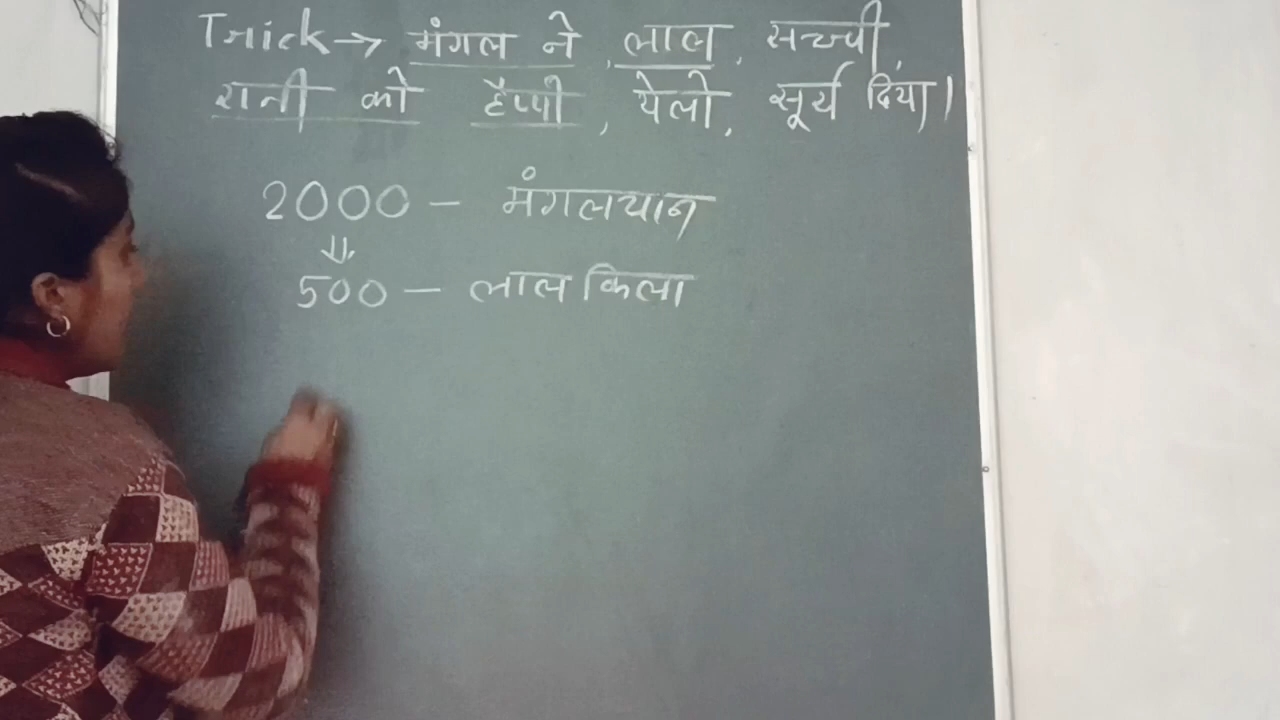 Trick→ मंगल ने, लाल, सच्ची,
रानी को हैप्पी, येलो, सूर्य दिया।
2000 – मंगलयान
⇓
500 – लाल किला